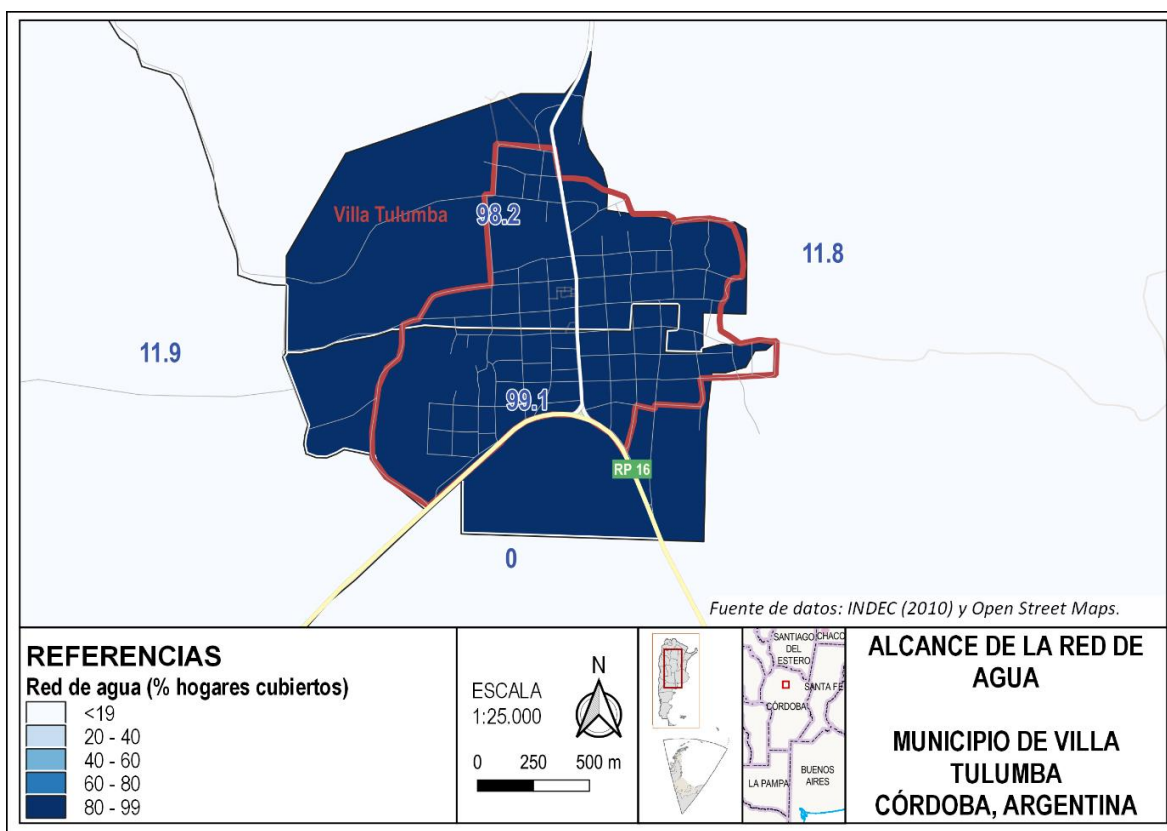 Villa Tulumba
98.2
11.8
11.9
99.1
RP 16
0
Fuente de datos: INDEC (2010) y Open Street Maps.
REFERENCIAS
Red de agua (% hogares cubiertos)
<19
20 - 40
40 - 60
60 - 80
80 - 99
ESCALA
1:25.000
N
0 250 500 m
SANTIAGO
DEL
ESTERO
CHACO
SANTA FE
CÓRDOBA
LA PAMPA
BUENOS
AIRES
ALCANCE DE LA RED DE
AGUA
MUNICIPIO DE VILLA
TULUMBA
CÓRDOBA, ARGENTINA